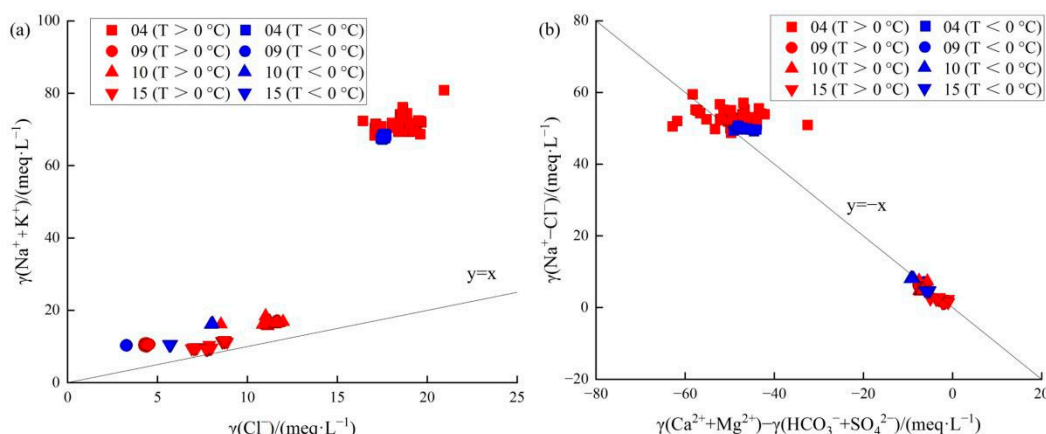 (a)
04 (T > 0 °C) 04 (T < 0 °C)
09 (T > 0 °C) 09 (T < 0 °C)
10 (T > 0 °C) 10 (T < 0 °C)
15 (T > 0 °C) 15 (T < 0 °C)
100
80
60
40
20
0
γ(Na⁺+K⁺)/(meq·L⁻¹)
y=x
0 5 10 15 20 25
γ(Cl⁻)/(meq·L⁻¹)
(b)
04 (T > 0 °C) 04 (T < 0 °C)
09 (T > 0 °C) 09 (T < 0 °C)
10 (T > 0 °C) 10 (T < 0 °C)
15 (T > 0 °C) 15 (T < 0 °C)
80
60
40
20
0
−20
γ(Na⁺−Cl⁻)/(meq·L⁻¹)
y=−x
−80 −60 −40 −20 0 20
γ(Ca²⁺+Mg²⁺)−γ(HCO₃⁻+SO₄²⁻)/(meq·L⁻¹)